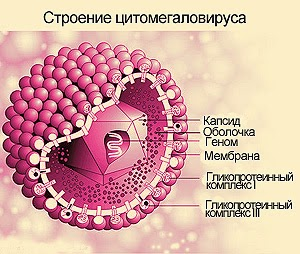 Строение цитомегаловируса
Капсид
Оболочка
Геном
Мембрана
Гликопротеинный
комплекс I
Гликопротеинный
комплекс III